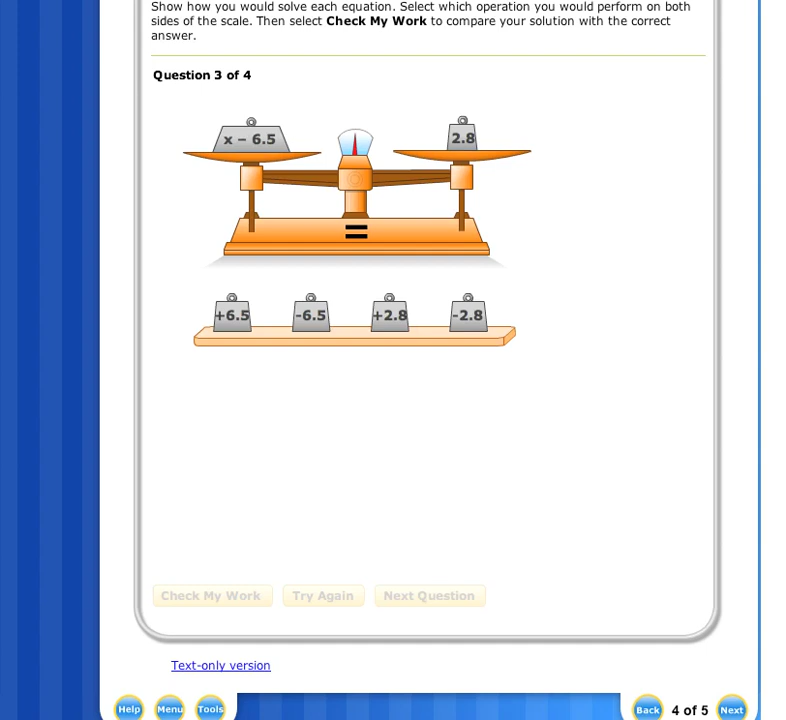 Show how you would solve each equation. Select which operation you would perform on both
sides of the scale. Then select Check My Work to compare your solution with the correct
answer.
Question 3 of 4
x − 6.5
2.8
=
+6.5 -6.5 +2.8 -2.8
Check My Work Try Again Next Question
Text-only version
Help Menu Tools Back 4 of 5 Next